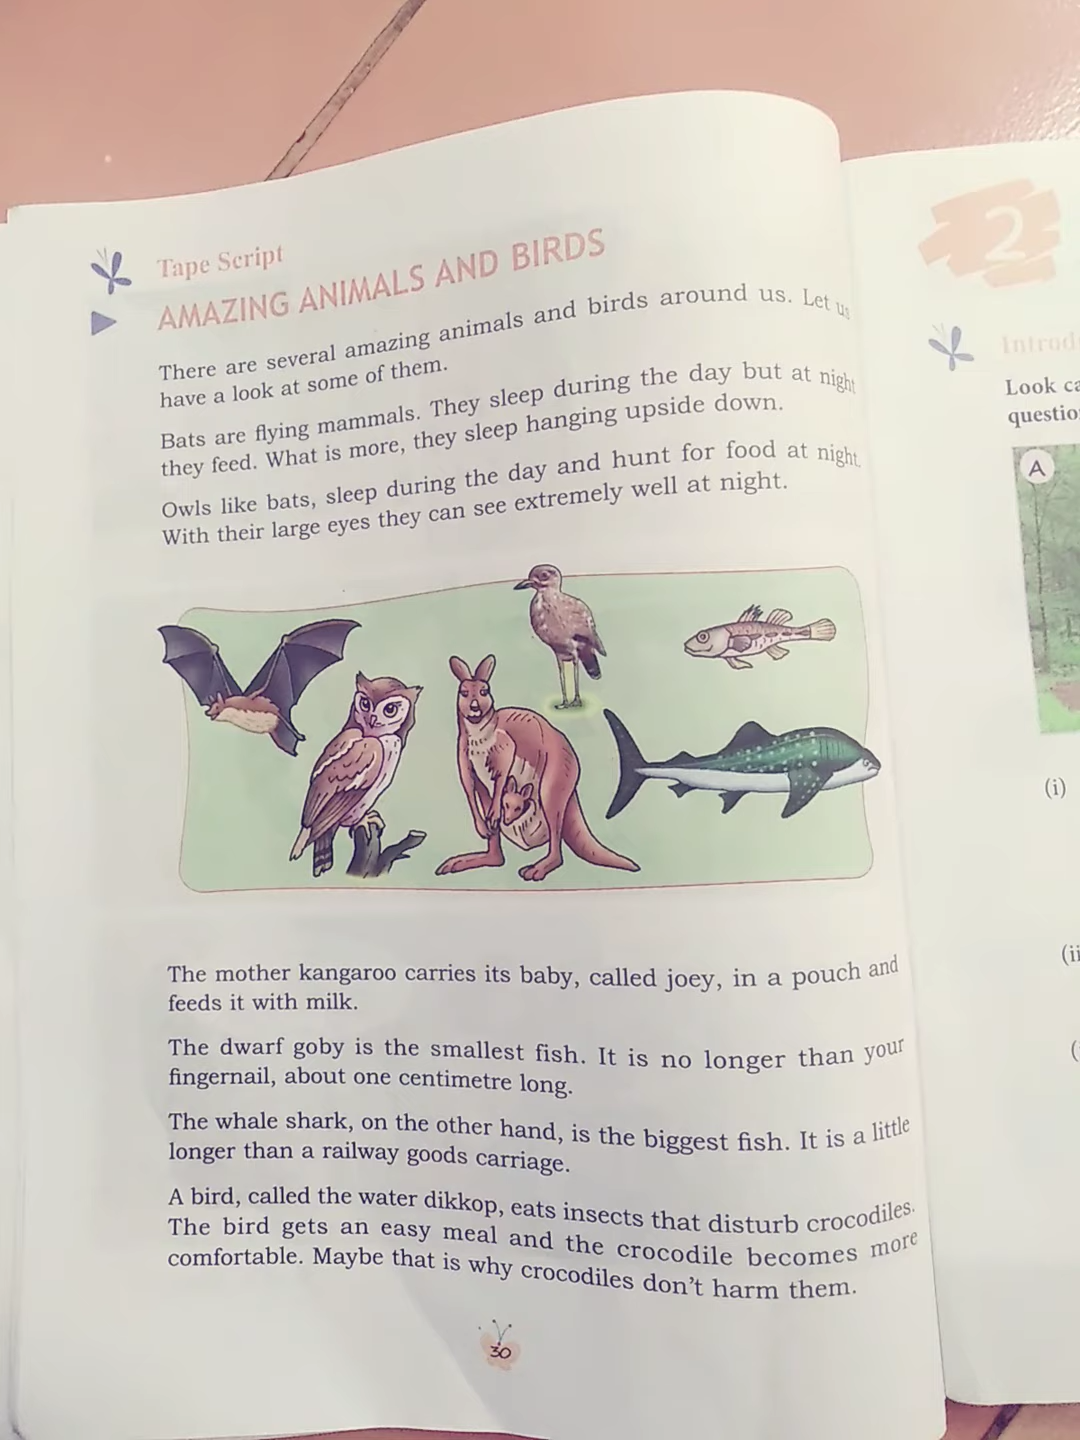 Tape Script
AMAZING ANIMALS AND BIRDS
There are several amazing animals and birds around us. Let us
have a look at some of them.
Bats are flying mammals. They sleep during the day but at night
they feed. What is more, they sleep hanging upside down.
Owls like bats, sleep during the day and hunt for food at night.
With their large eyes they can see extremely well at night.
The mother kangaroo carries its baby, called joey, in a pouch and
feeds it with milk.
The dwarf goby is the smallest fish. It is no longer than your
fingernail, about one centimetre long.
The whale shark, on the other hand, is the biggest fish. It is a little
longer than a railway goods carriage.
A bird, called the water dikkop, eats insects that disturb crocodiles.
The bird gets an easy meal and the crocodile becomes more
comfortable. Maybe that is why crocodiles don't harm them.
30
2
Look
A
(i)